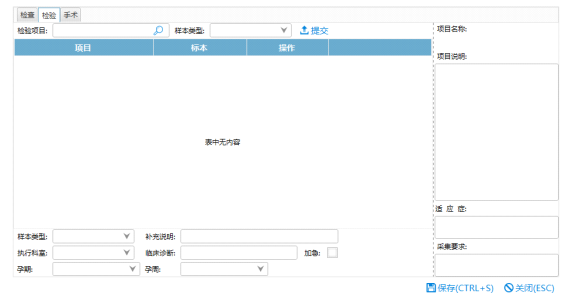 检查 检验 手术
检验项目: 样本类型: 提交
项目 标本 操作
表中无内容
样本类型: 补充说明:
执行科室: 临床诊断: 加急:
孕期: 孕周:
项目名称:
项目说明:
适 应 症:
采集要求:
保存(CTRL+S) 关闭(ESC)